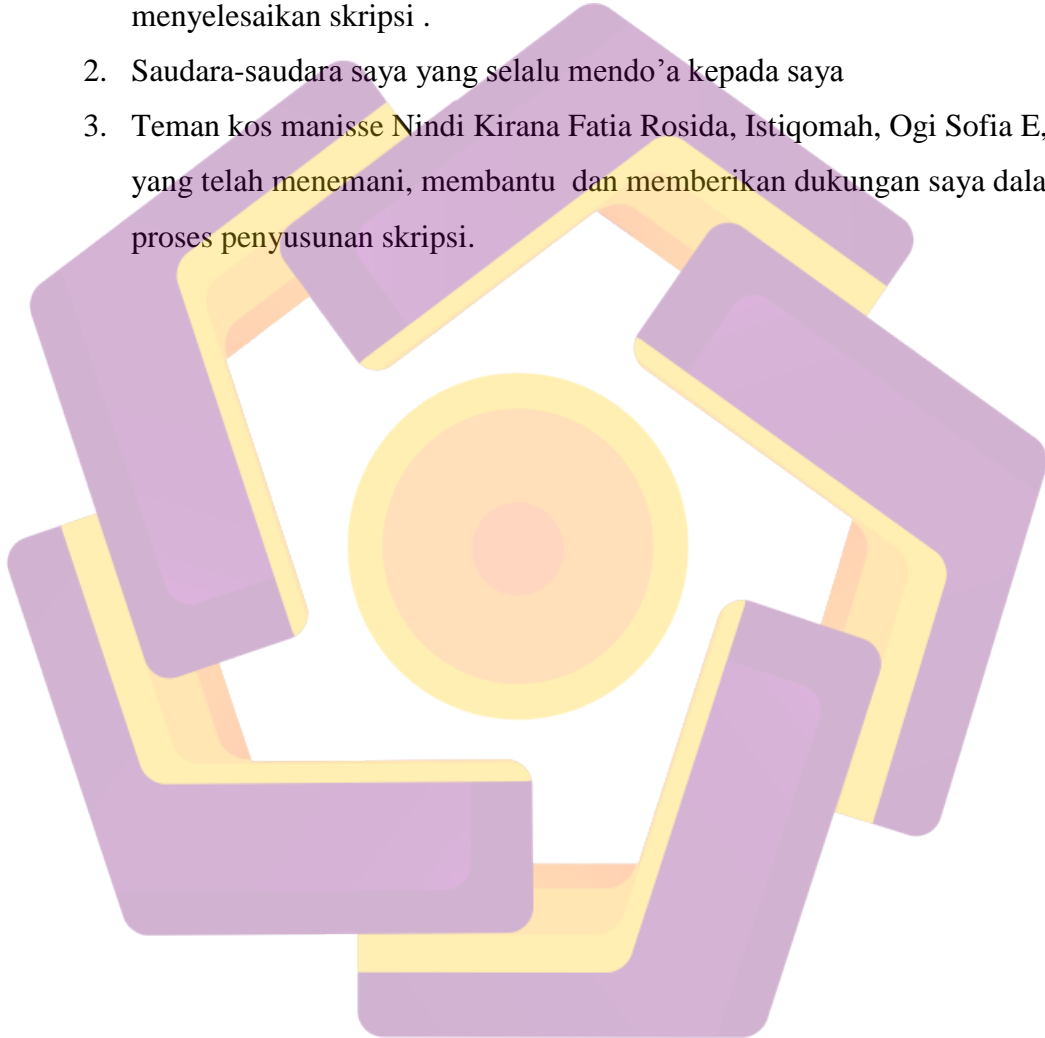 menyelesaikan skripsi .
2. Saudara-saudara saya yang selalu mendo’a kepada saya
3. Teman kos manisse Nindi Kirana Fatia Rosida, Istiqomah, Ogi Sofia E,
yang telah menemani, membantu  dan memberikan dukungan saya dala
proses penyusunan skripsi.